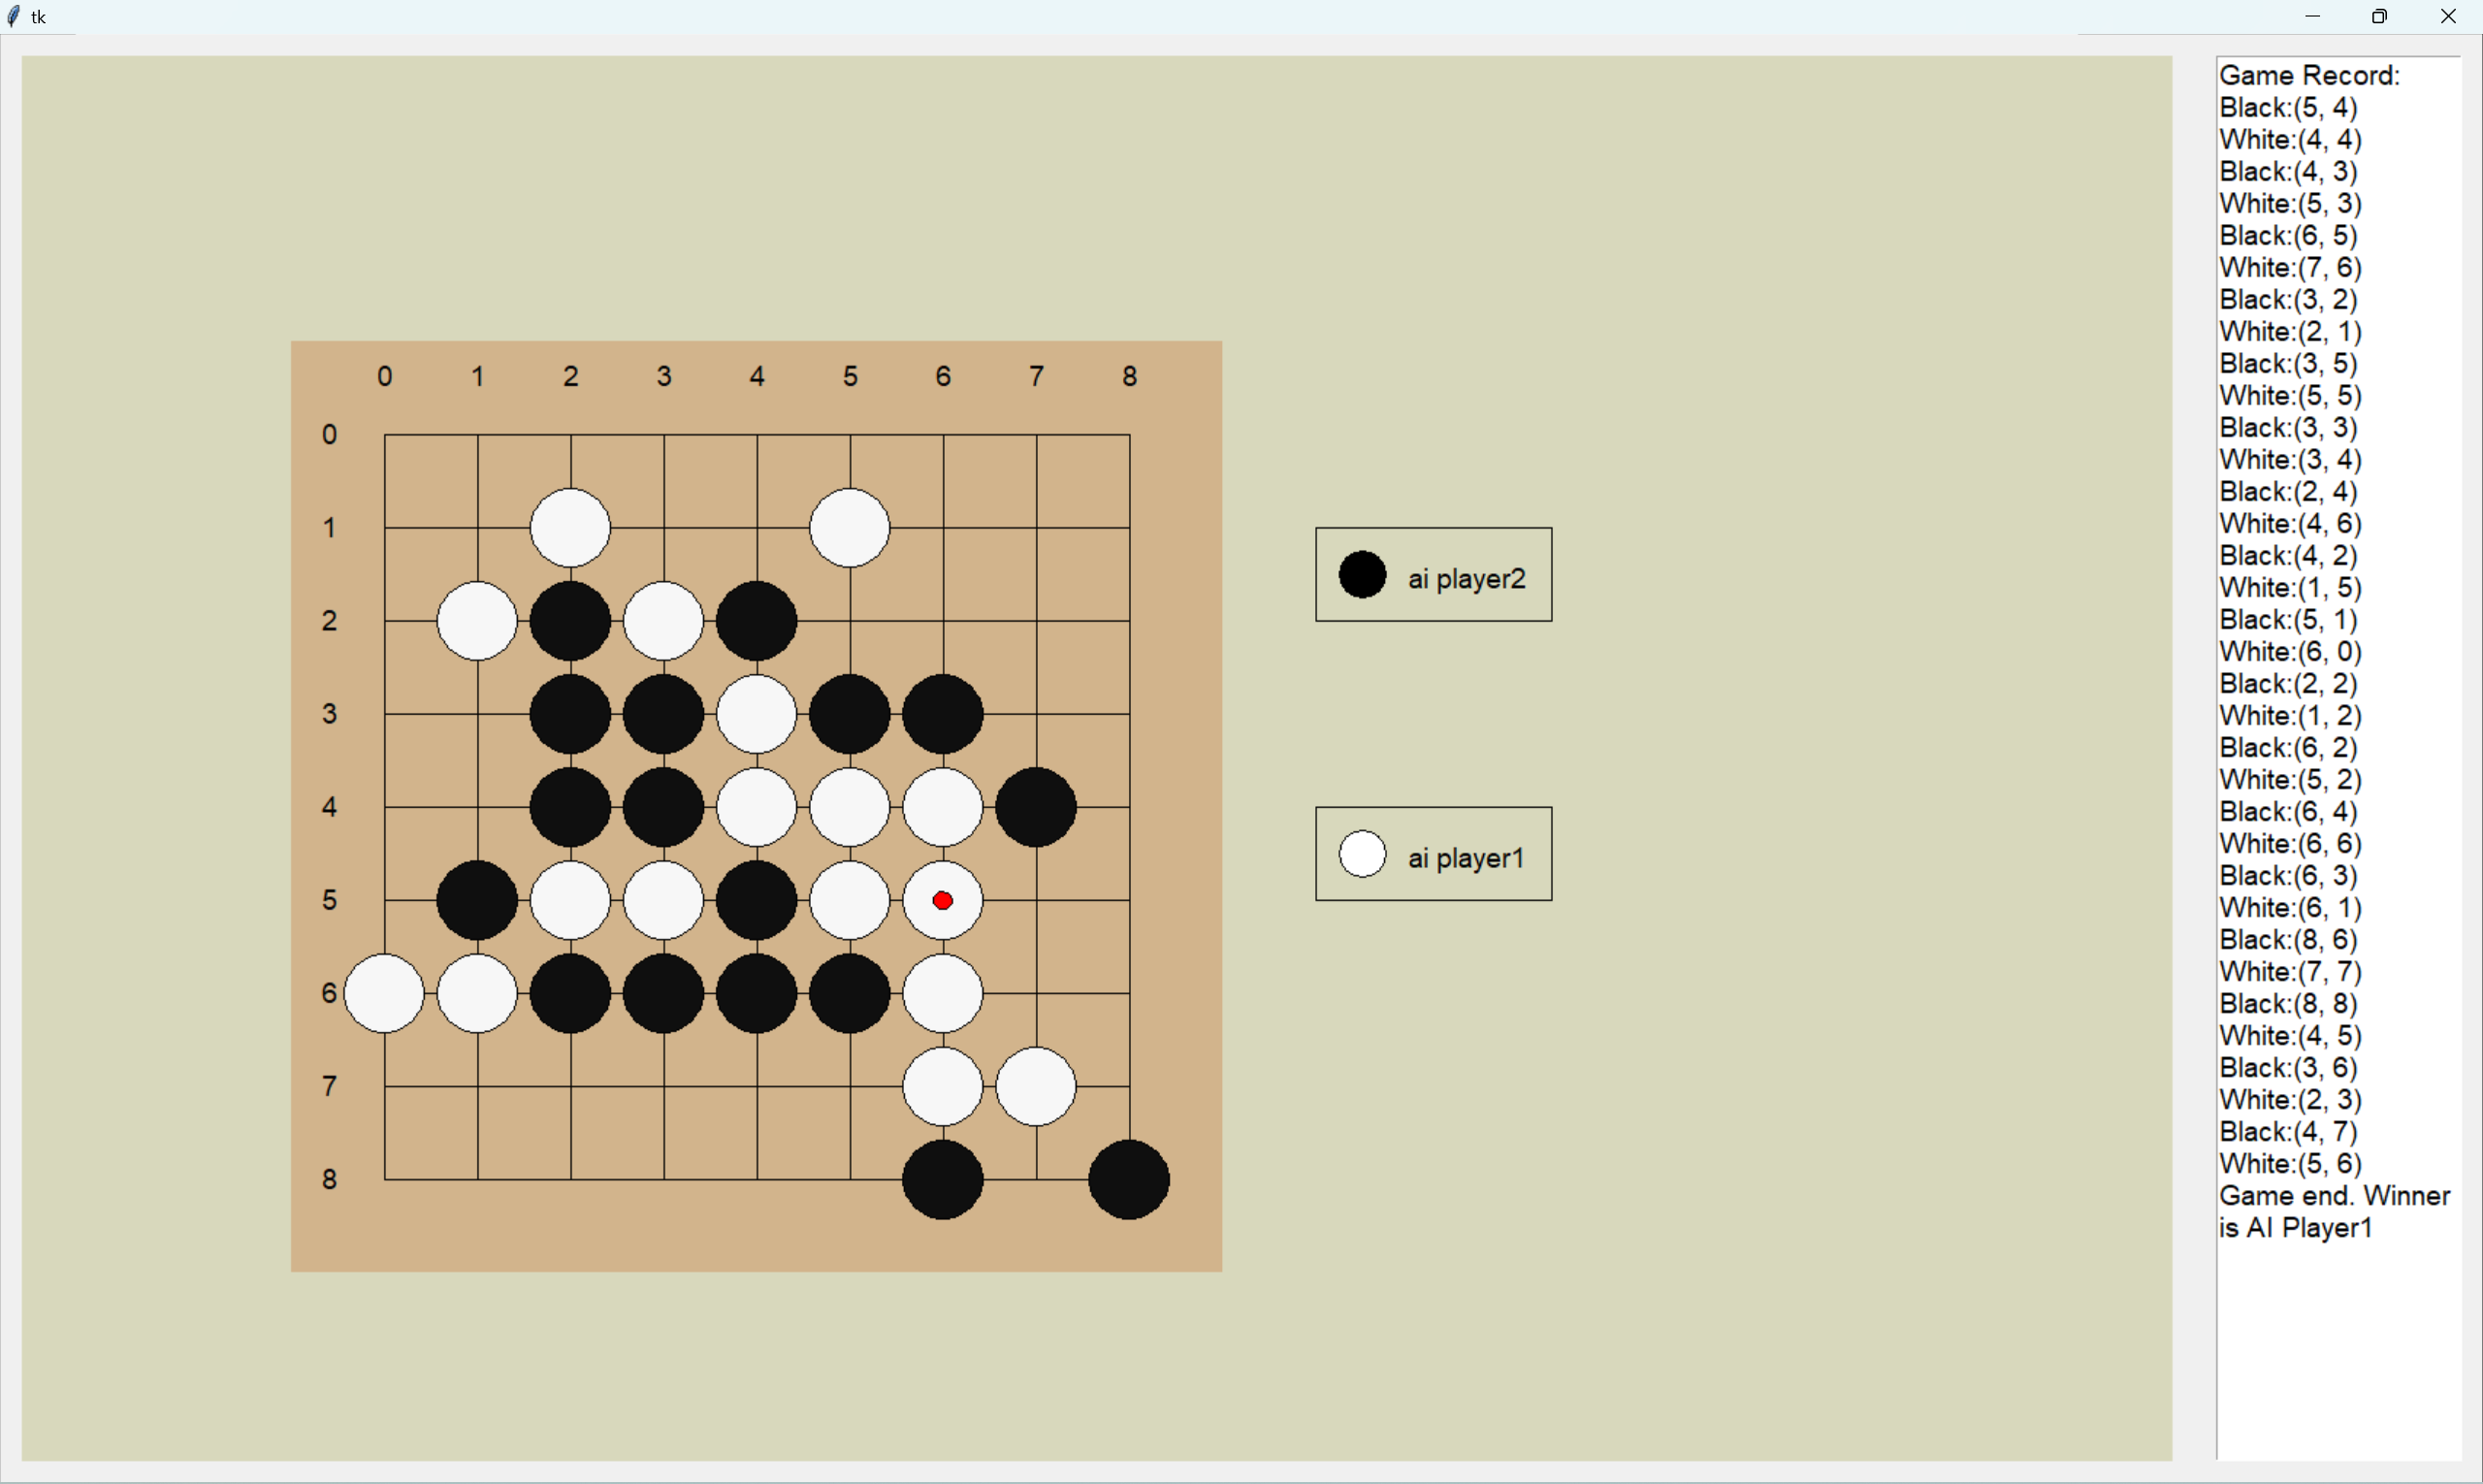 tk
0 1 2 3 4 5 6 7 8
0
1
2
3
4
5
6
7
8
ai player2
ai player1
Game Record:
Black:(5, 4)
White:(4, 4)
Black:(4, 3)
White:(5, 3)
Black:(6, 5)
White:(7, 6)
Black:(3, 2)
White:(2, 1)
Black:(3, 5)
White:(5, 5)
Black:(3, 3)
White:(3, 4)
Black:(2, 4)
White:(4, 6)
Black:(4, 2)
White:(1, 5)
Black:(5, 1)
White:(6, 0)
Black:(2, 2)
White:(1, 2)
Black:(6, 2)
White:(5, 2)
Black:(6, 4)
White:(6, 6)
Black:(6, 3)
White:(6, 1)
Black:(8, 6)
White:(7, 7)
Black:(8, 8)
White:(4, 5)
Black:(3, 6)
White:(2, 3)
Black:(4, 7)
White:(5, 6)
Game end. Winner
is AI Player1